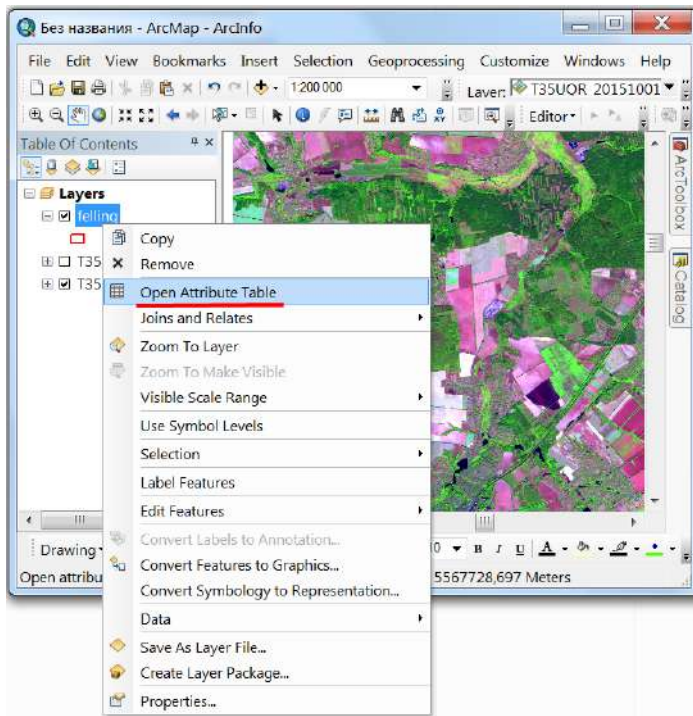 Без названия - ArcMap - ArcInfo
File Edit View Bookmarks Insert Selection Geoprocessing Customize Windows Help
1:200 000
Layer: T35UQR 20151001
Editor
Table Of Contents
ArcToolbox
Catalog
Layers
felling
T35
T35
Copy
Remove
Open Attribute Table
Joins and Relates
Zoom To Layer
Zoom To Make Visible
Visible Scale Range
Use Symbol Levels
Selection
Label Features
Edit Features
Convert Labels to Annotation...
Convert Features to Graphics...
Convert Symbology to Representation...
Data
Save As Layer File...
Create Layer Package...
Properties...
Drawing
0 B I U A
Open attribu
5567728,697 Meters